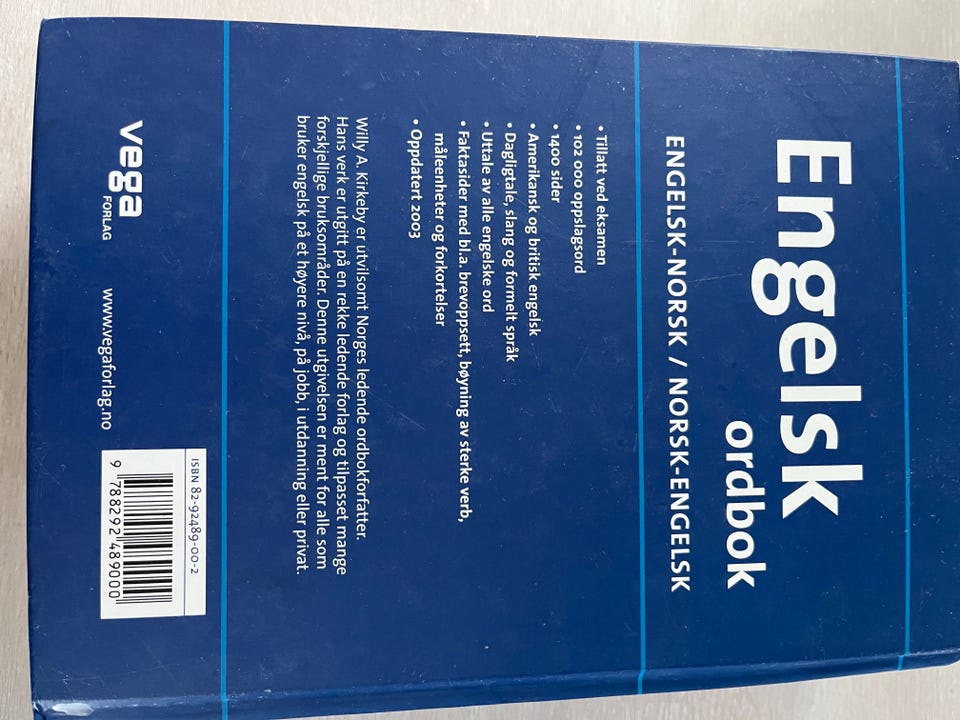 Engelsk
ordbok
ENGELSK-NORSK / NORSK-ENGELSK
• Tillatt ved eksamen
• 102 000 oppslagsord
• 1400 sider
• Amerikansk og britisk engelsk
• Dagligtale, slang og formelt språk
• Uttale av alle engelske ord
• Faktasider med bl.a. brevoppsett, bøyning av sterke verb,
måleenheter og forkortelser
• Oppdatert 2003
Willy A. Kirkeby er utvilsomt Norges ledende ordbokforfatter.
Hans verk er utgitt på en rekke ledende forlag og tilpasset mange
forskjellige bruksområder. Denne utgivelsen er ment for alle som
bruker engelsk på et høyere nivå, på jobb, i utdanning eller privat.
vega
FORLAG
www.vegaforlag.no
ISBN 82-92489-00-2
9 788292 489000